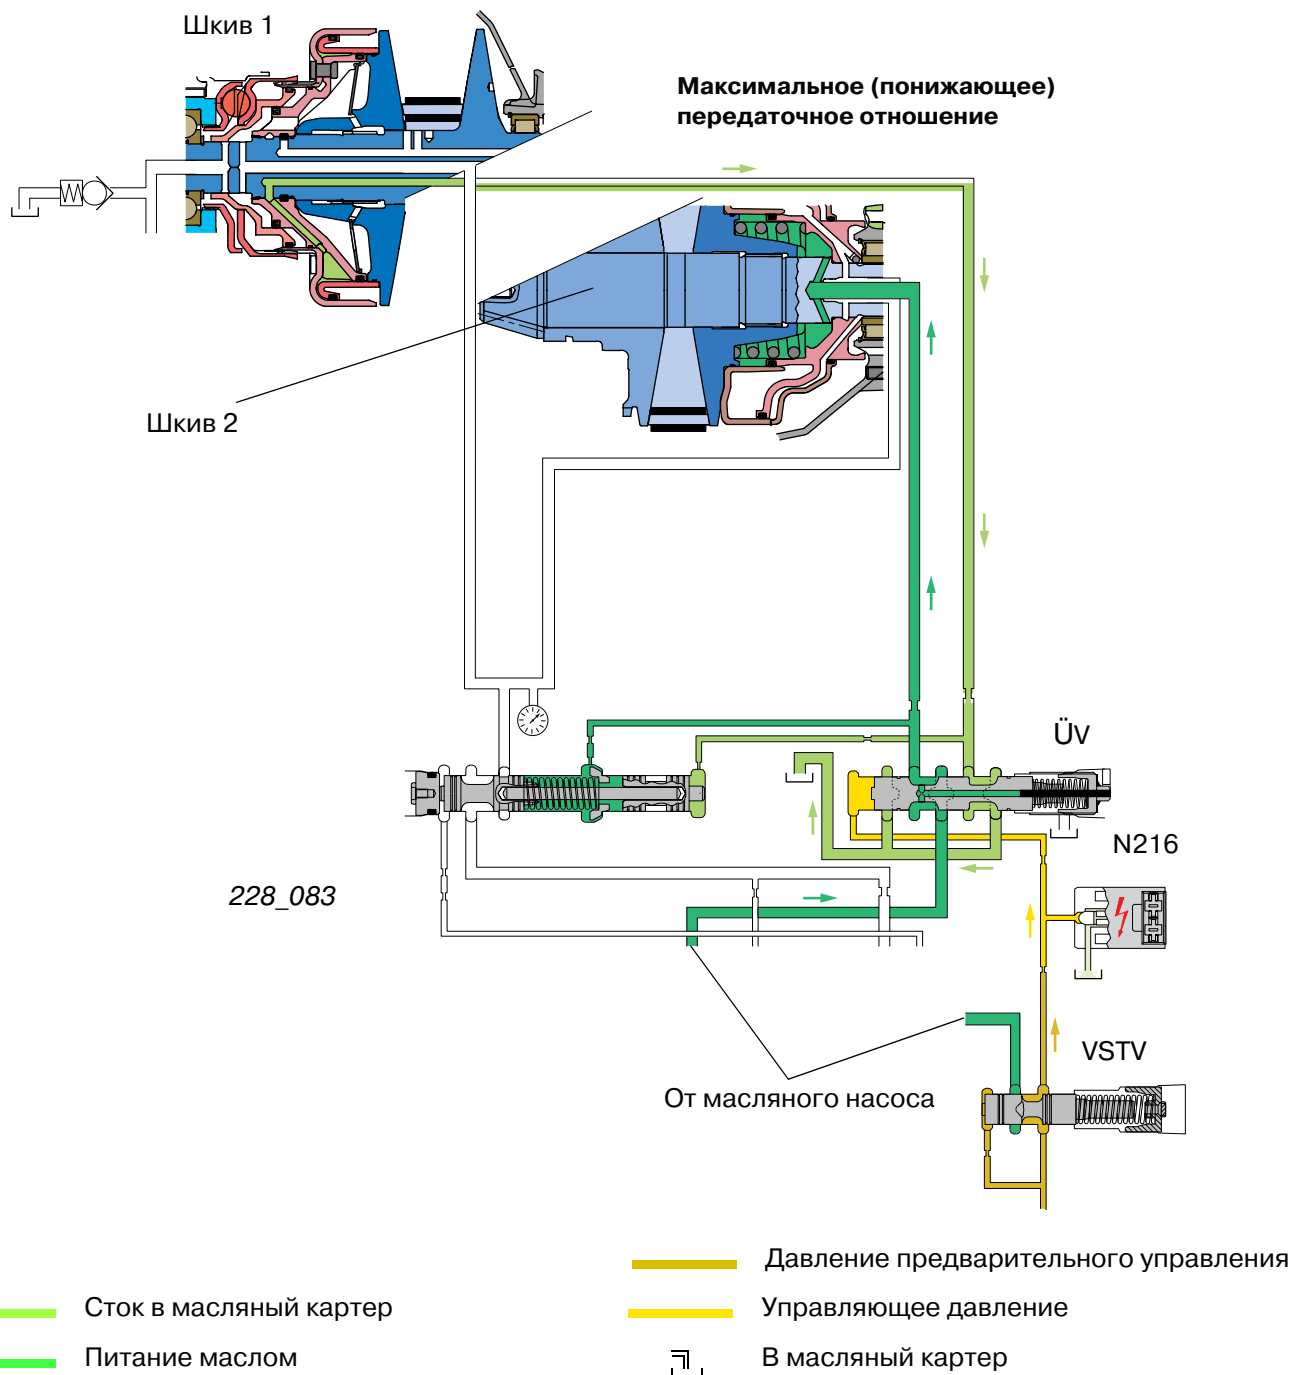 Шкив 1
Максимальное (понижающее)
передаточное отношение
Шкив 2
ÜV
N216
228_083
VSTV
От масляного насоса
Давление предварительного управления
Сток в масляный картер
Управляющее давление
Питание маслом
В масляный картер